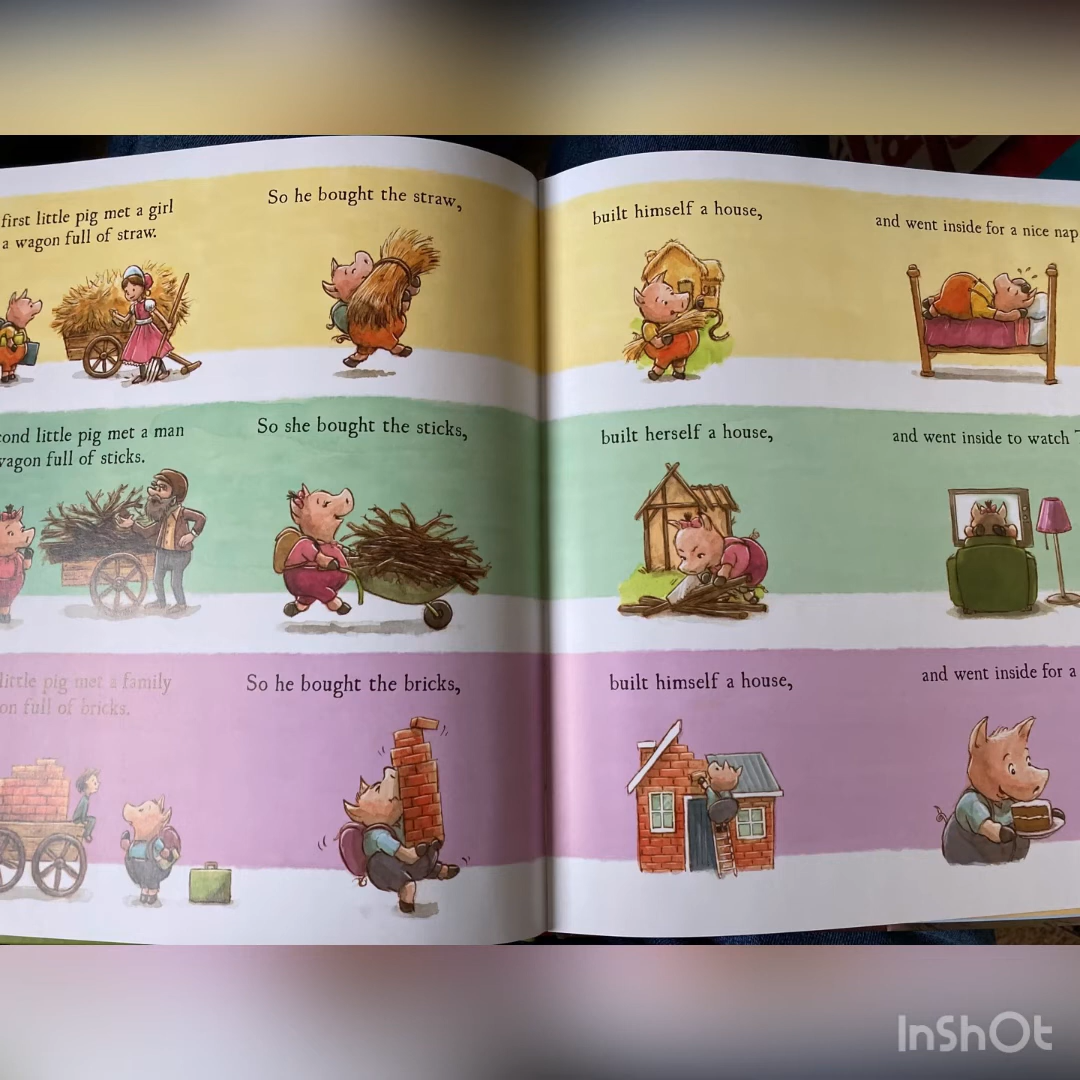 first little pig met a girl
a wagon full of straw.
So he bought the straw,
built himself a house,
and went inside for a nice nap
ond little pig met a man
wagon full of sticks.
So she bought the sticks,
built herself a house,
and went inside to watch
little pig met a family
on full of bricks.
So he bought the bricks,
built himself a house,
and went inside for a
InShOt